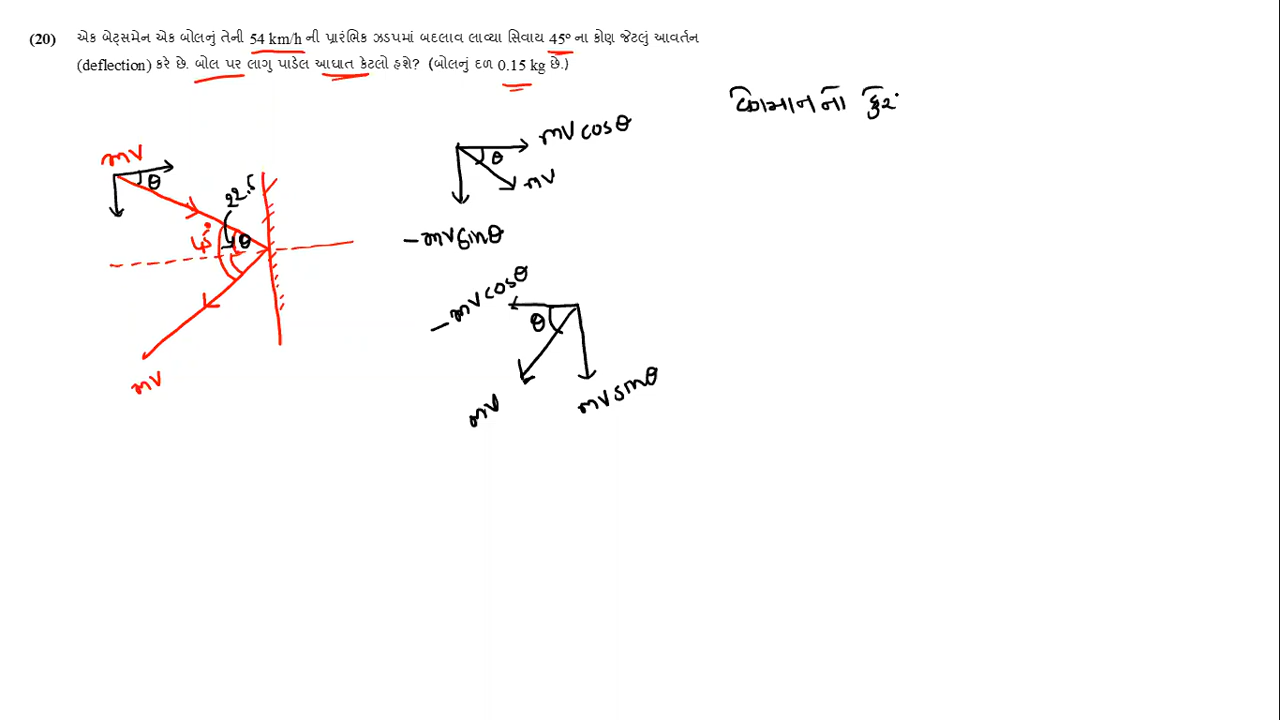 (20) એક બેટ્સમેન એક બોલનું તેની 54 km/h ની પ્રારંભિક ઝડપમાં બદલાવ લાવ્યા સિવાય 45° ના કોણ જેટલું આવર્તન
(deflection) કરે છે. બોલ પર લાગુ પાડેલ આઘાત કેટલો હશે? (બોલનું દળ 0.15 kg છે.)
mv
θ
22.5
45°
θ
mv
mv cosθ
θ
mv
-mvsinθ
-mvcosθ
θ
mv
mvsinθ